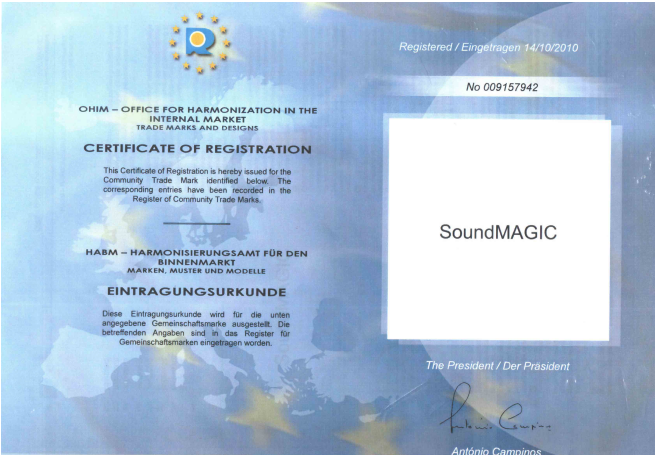 OHIM – OFFICE FOR HARMONIZATION IN THE
INTERNAL MARKET
TRADE MARKS AND DESIGNS
CERTIFICATE OF REGISTRATION
This Certificate of Registration is hereby issued for the
Community Trade Mark identified below. The
corresponding entries have been recorded in the
Register of Community Trade Marks.
HABM – HARMONISIERUNGSAMT FÜR DEN
BINNENMARKT
MARKEN, MUSTER UND MODELLE
EINTRAGUNGSURKUNDE
Diese Eintragungsurkunde wird für die unten
angegebene Gemeinschaftsmarke ausgestellt. Die
betreffenden Angaben sind in das Register für
Gemeinschaftsmarken eingetragen worden.
Registered / Eingetragen 14/10/2010
No 009157942
SoundMAGIC
The President / Der Präsident
António Campinos